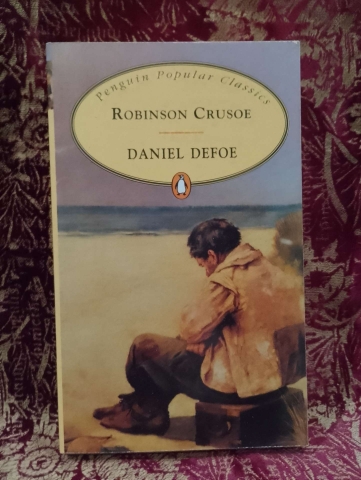 Penguin Popular Classics
ROBINSON CRUSOE
DANIEL DEFOE